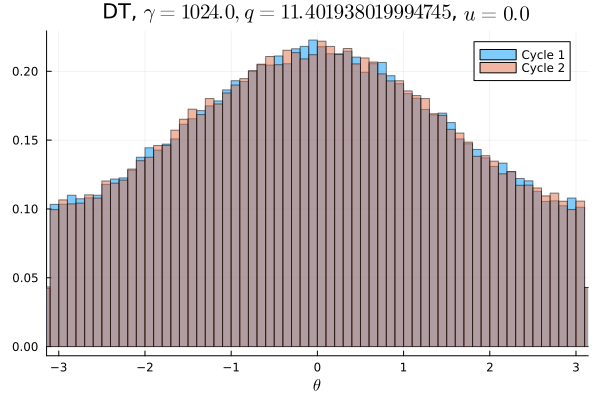 DT, γ = 1024.0, q = 11.401938019994745, u = 0.0
Cycle 1
Cycle 2
0.20
0.15
0.10
0.05
0.00
−3 −2 −1 0 1 2 3
θ